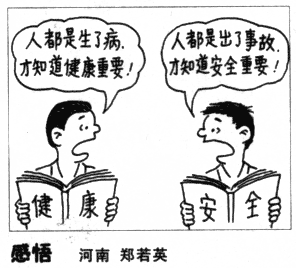 人都是生了病,
才知道健康重要!
人都是出了事故,
才知道安全重要!
健康
安全
感悟 河南 郑若英